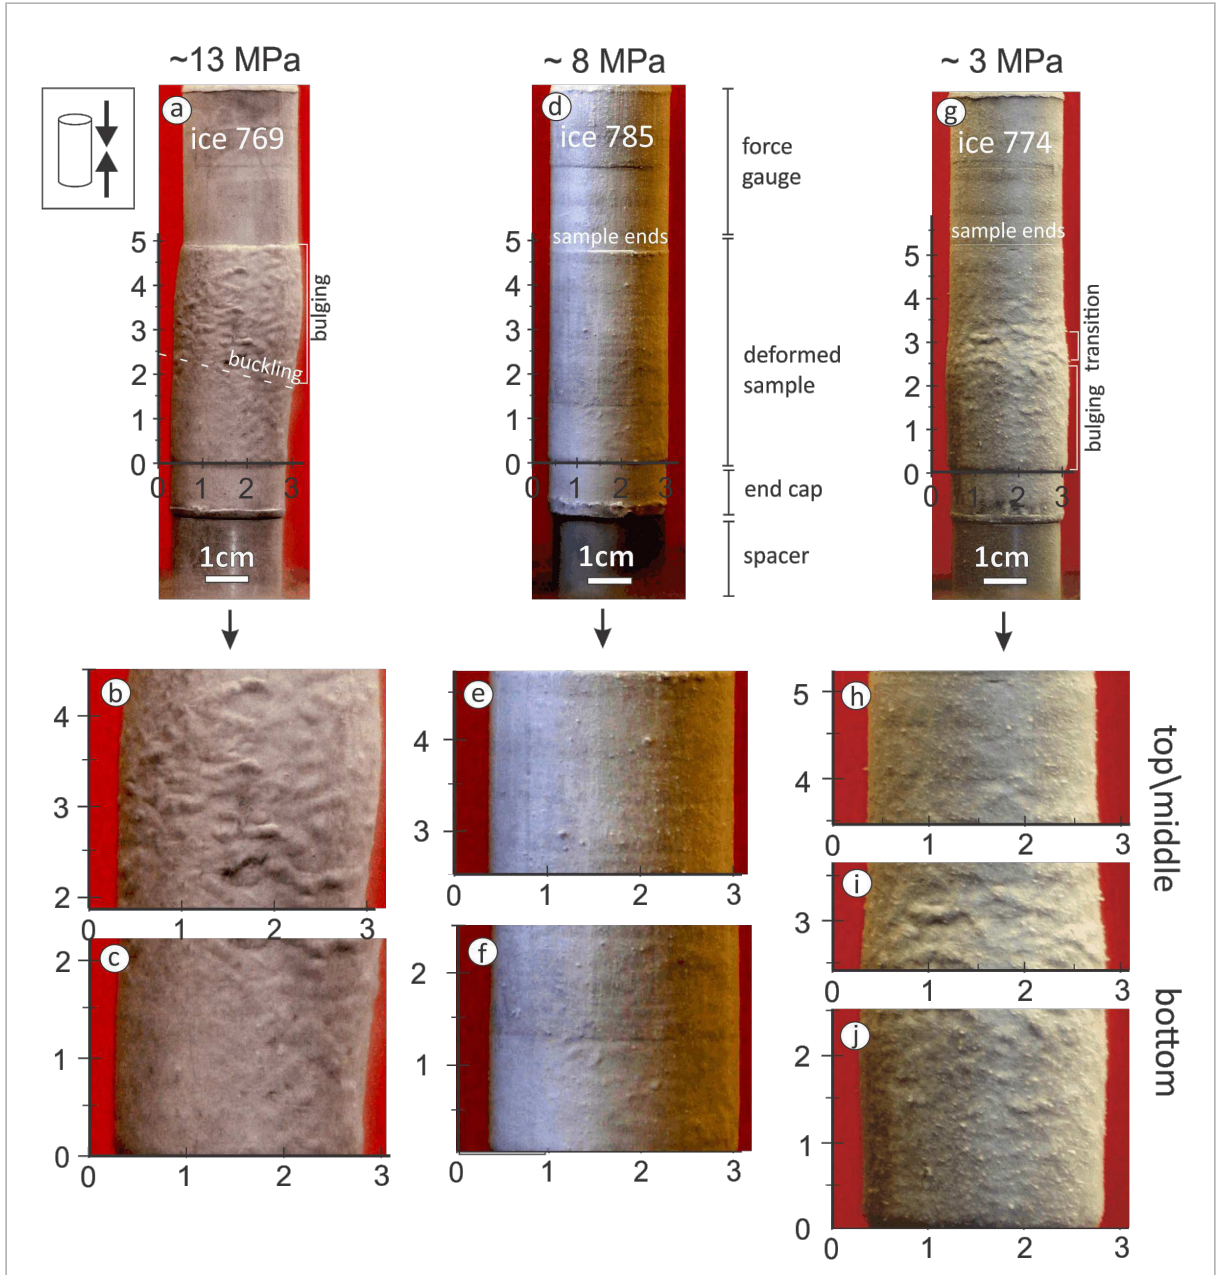 ~13 MPa
~ 8 MPa
~ 3 MPa
a
ice 769
5
4
3
2
1
0
0 1 2 3
bulging
buckling
1cm
d
ice 785
sample ends
5
4
3
2
1
0
0 1 2 3
1cm
force
gauge
deformed
sample
end cap
spacer
g
ice 774
sample ends
5
4
3
2
1
0
0 1 2 3
transition
bulging
1cm
b
4
3
2
0 1 2 3
c
2
1
0
0 1 2 3
e
4
3
0 1 2 3
f
2
1
0 1 2 3
h
5
4
0 1 2 3
i
3
0 1 2 3
j
2
1
0
0 1 2 3
top\middle
bottom